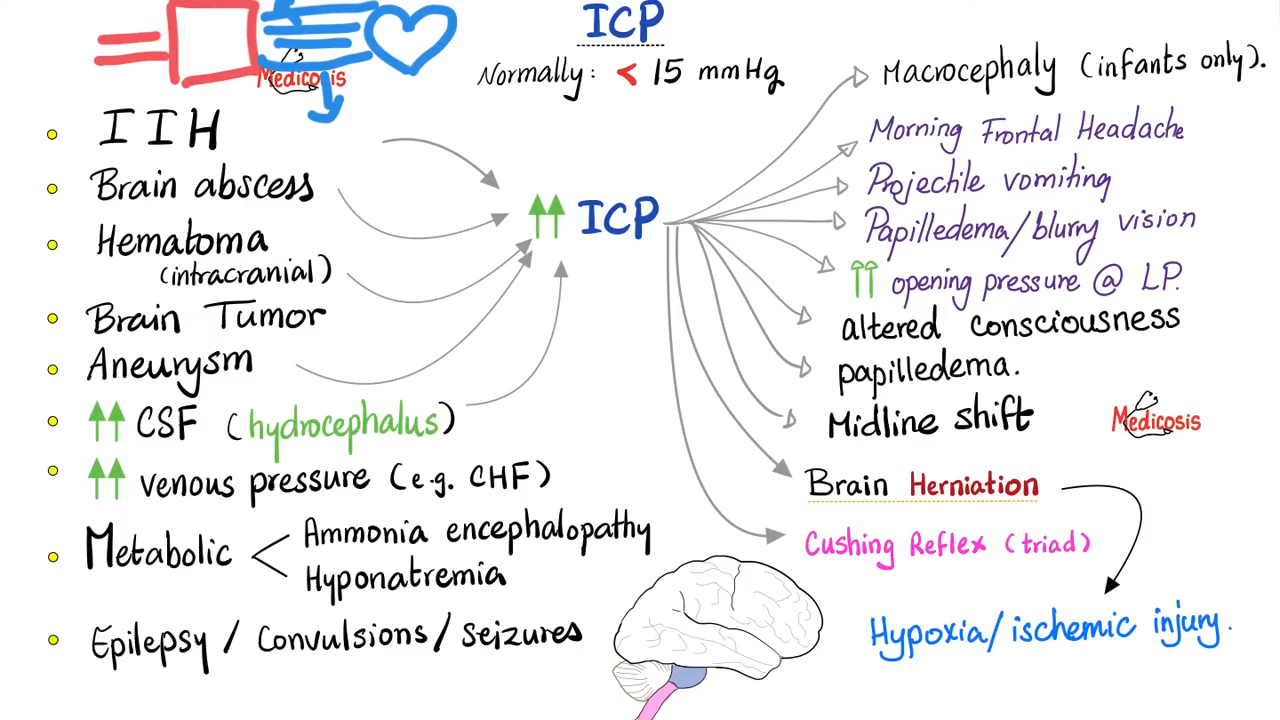 ICP
Normally: < 15 mmHg
Medicosis
IIH
Brain abscess
Hematoma
(intracranial)
Brain Tumor
Aneurysm
↑↑ CSF (hydrocephalus)
↑↑ venous pressure (e.g. CHF)
Metabolic < Ammonia encephalopathy
Hyponatremia
Epilepsy / Convulsions / seizures
↑↑ ICP
Macrocephaly (infants only).
Morning Frontal Headache
Projectile vomiting
Papilledema/blurry vision
↑↑ opening pressure @ LP.
altered consciousness
papilledema.
Midline shift
Medicosis
Brain Herniation
Cushing Reflex (triad)
Hypoxia/ischemic injury.